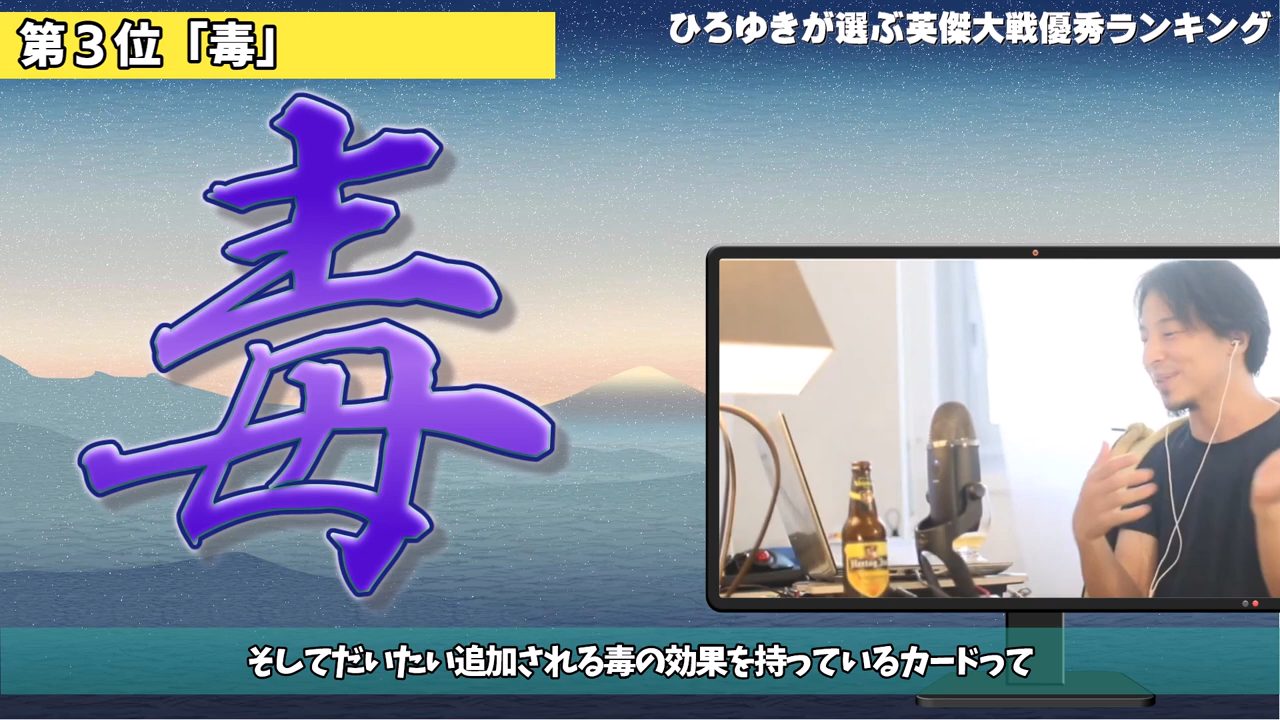 第3位「毒」
ひろゆきが選ぶ英傑大戦優秀ランキング
毒
そしてだいたい追加される毒の効果を持っているカードって